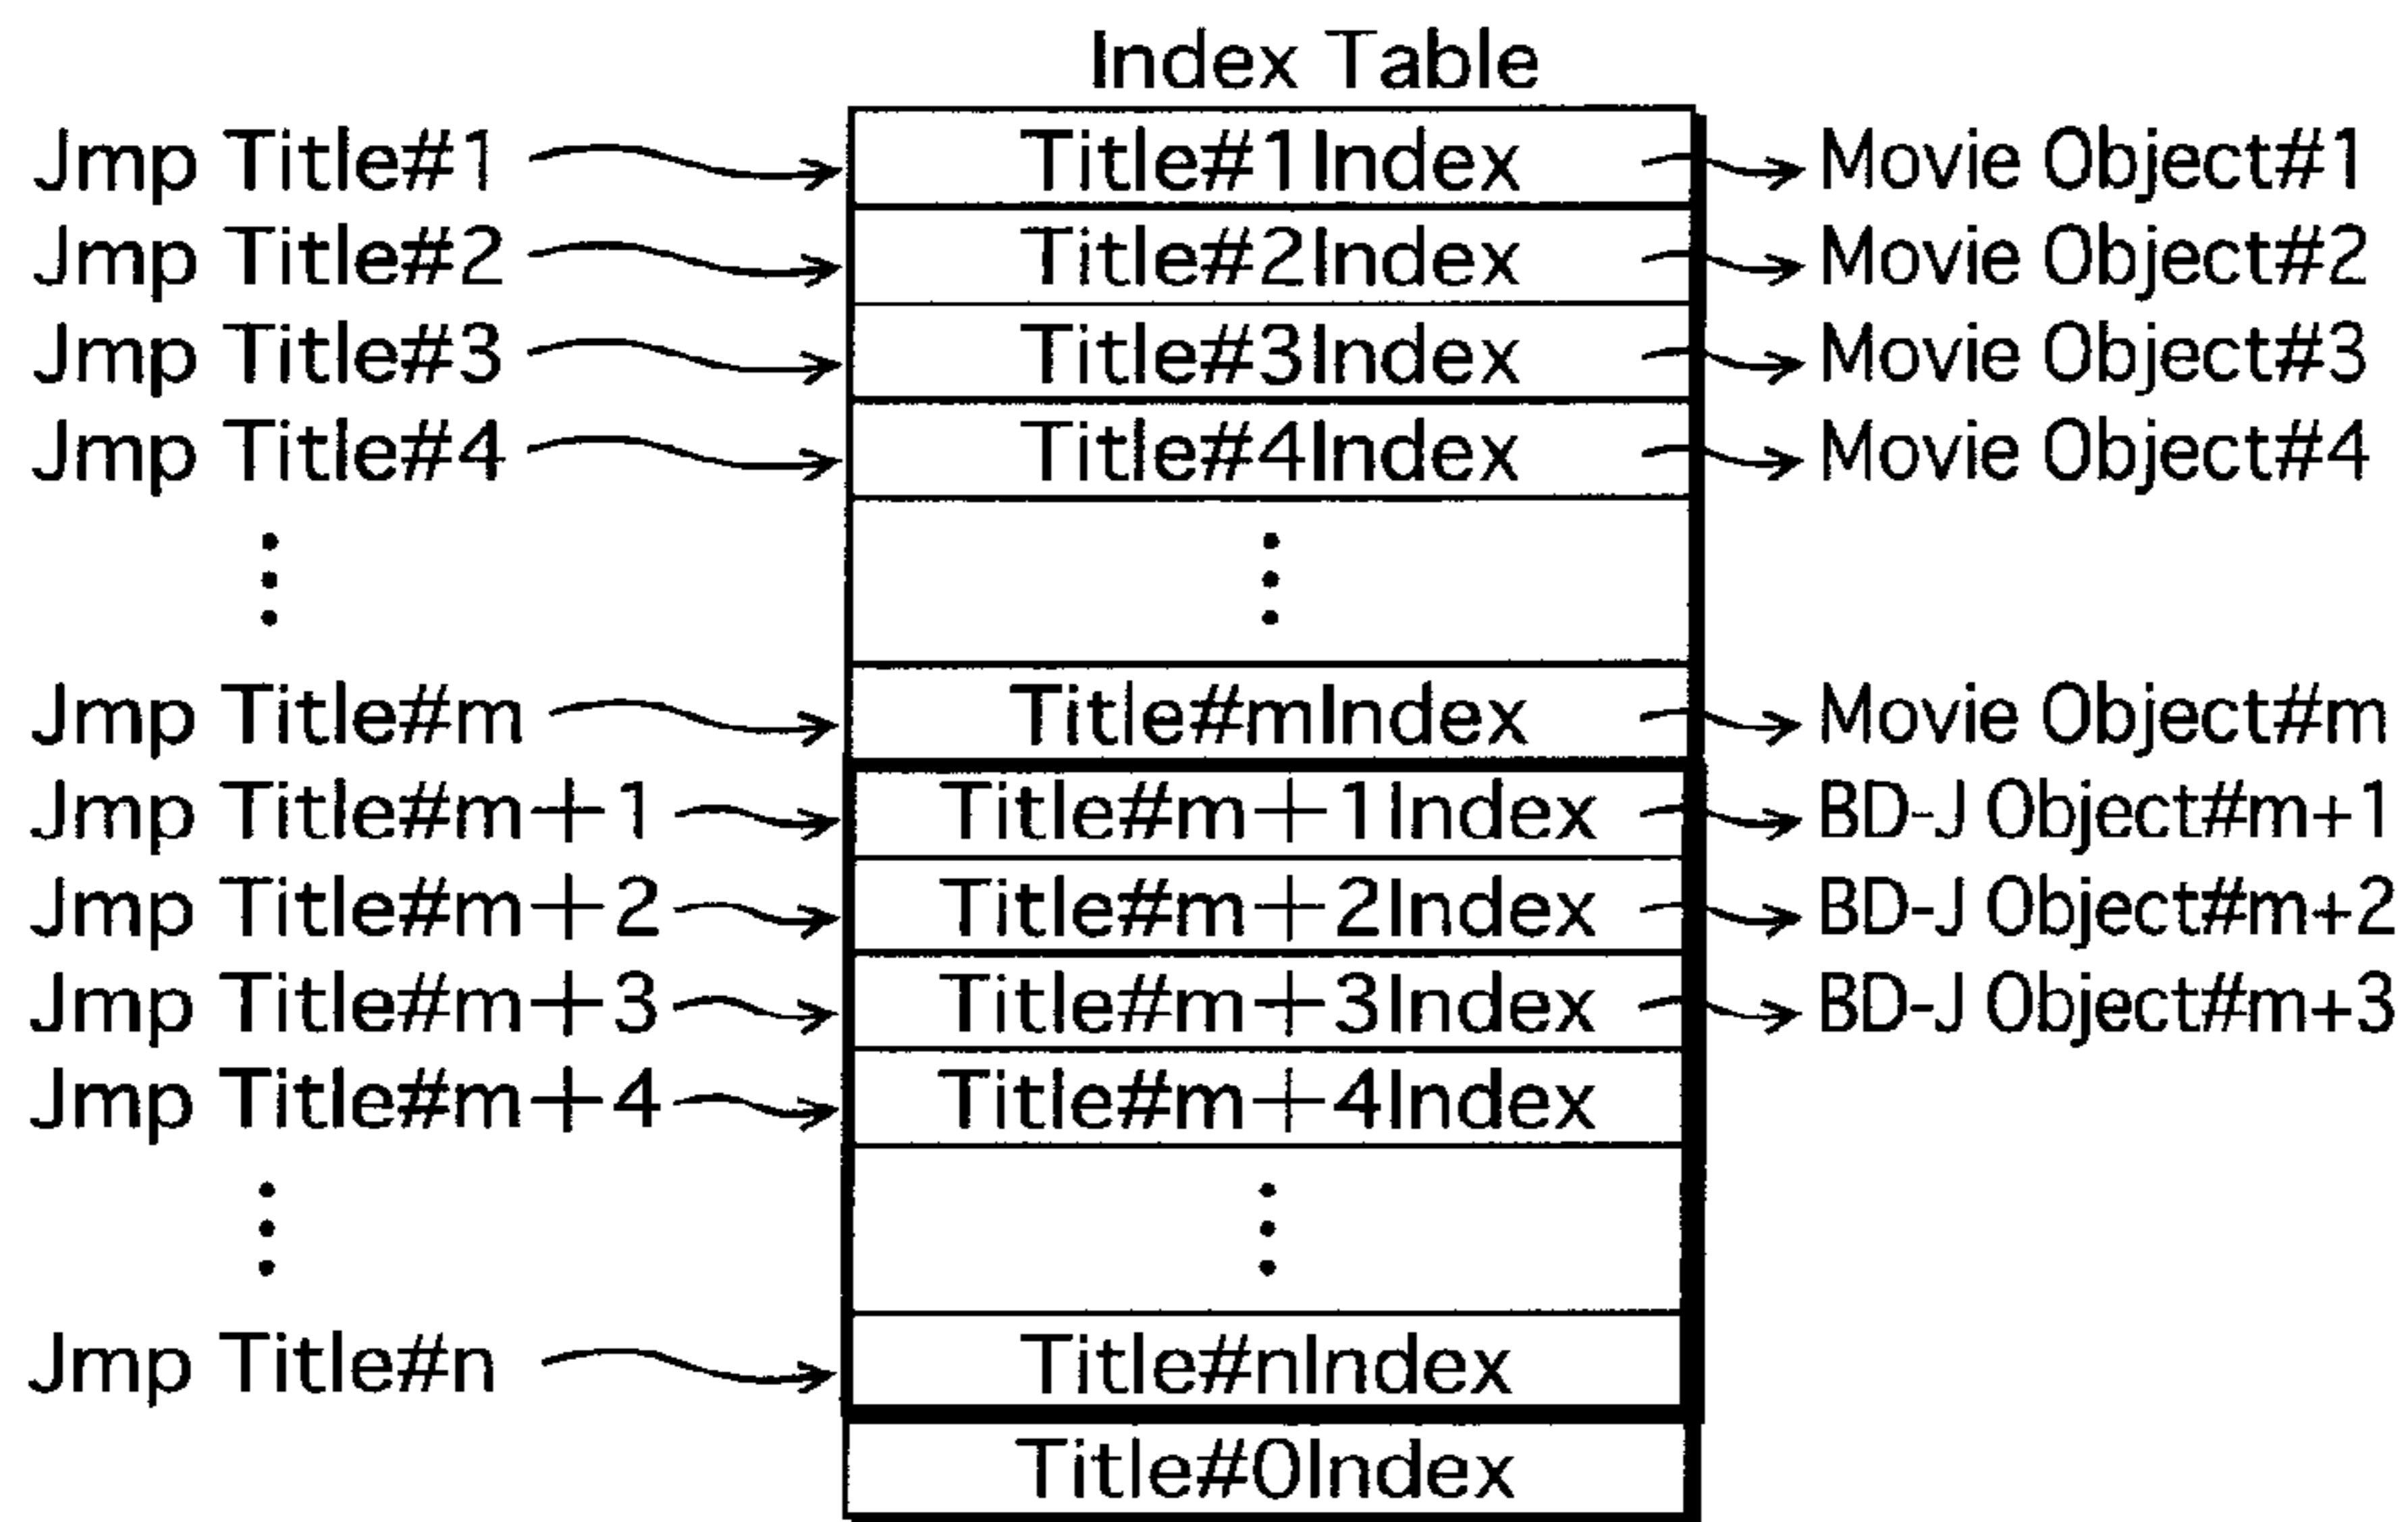 Index Table
Jmp Title#1 Title#1Index Movie Object#1
Jmp Title#2 Title#2Index Movie Object#2
Jmp Title#3 Title#3Index Movie Object#3
Jmp Title#4 Title#4Index Movie Object#4
Jmp Title#m Title#mIndex Movie Object#m
Jmp Title#m+1 Title#m+1Index BD-J Object#m+1
Jmp Title#m+2 Title#m+2Index BD-J Object#m+2
Jmp Title#m+3 Title#m+3Index BD-J Object#m+3
Jmp Title#m+4 Title#m+4Index
Jmp Title#n Title#nIndex
Title#0Index